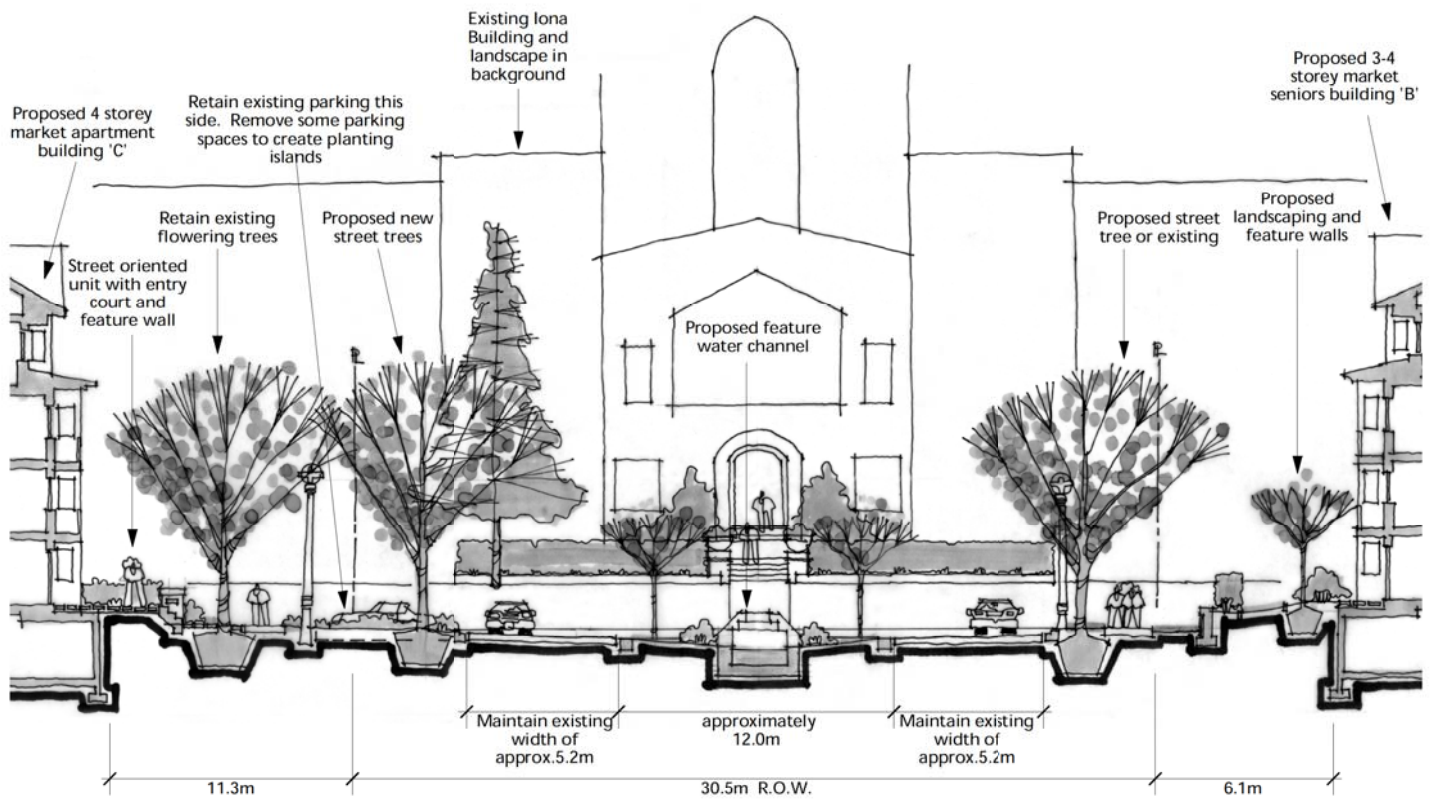 Existing Iona
Building and
landscape in
background
Proposed 3-4
storey market
seniors building 'B'
Retain existing parking this
side. Remove some parking
spaces to create planting
islands
Proposed 4 storey
market apartment
building 'C'
Retain existing
flowering trees
Proposed new
street trees
Proposed street
tree or existing
Proposed
landscaping and
feature walls
Street oriented
unit with entry
court and
feature wall
Proposed feature
water channel
Maintain existing
width of
approx.5.2m
approximately
12.0m
Maintain existing
width of
approx.5.2m
11.3m
30.5m R.O.W.
6.1m